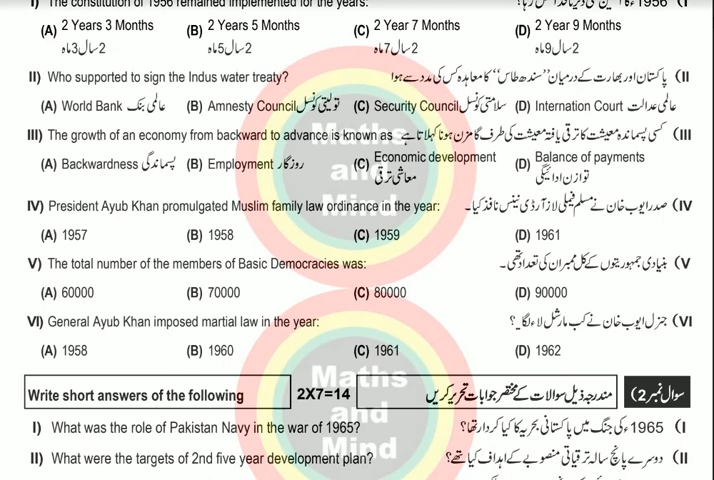 I) The constitution of 1956 remained implemented for the years: 1956ء کا
(A) 2 Years 3 Months (B) 2 Years 5 Months (C) 2 Year 7 Months (D) 2 Year 9 Months
2سال3ماہ 2سال5ماہ 2سال7ماہ 2سال9ماہ
II) Who supported to sign the Indus water treaty? پاکستان اور بھارت کے درمیان ”سندھ طاس“ کا معاہدہ کس کی مدد سے ہوا (II
(A) World Bank عالمی بنک (B) Amnesty Council تولیتی کونسل (C) Security Council سلامتی کونسل (D) Internation Court عالمی عدالت
III) The growth of an economy from backward to advance is known as کسی پسماندہ معیشت کا ترقی یافتہ معیشت کی طرف گامزن ہونا کہلاتا ہے (III
(A) Backwardness پسماندگی (B) Employment روزگار (C) Economic development معاشی ترقی (D) Balance of payments توازن ادائیگی
IV) President Ayub Khan promulgated Muslim family law ordinance in the year: صدر ایوب خان نے مسلم فیملی لاز آرڈی نینس نافذ کیا۔ (IV
(A) 1957 (B) 1958 (C) 1959 (D) 1961
V) The total number of the members of Basic Democracies was: بنیادی جمہوریتوں کے کل ممبران کی تعداد تھی۔ (V
(A) 60000 (B) 70000 (C) 80000 (D) 90000
VI) General Ayub Khan imposed martial law in the year: جنرل ایوب خان نے کب مارشل لاء لگایا۔؟ (VI
(A) 1958 (B) 1960 (C) 1961 (D) 1962
Write short answers of the following 2X7=14 مندرجہ ذیل سوالات کے مختصر جوابات تحریر کریں سوال نمبر 2)
I) What was the role of Pakistan Navy in the war of 1965? 1965ء کی جنگ میں پاکستانی بحریہ کا کیا کردار تھا؟ (I
II) What were the targets of 2nd five year development plan? دوسرے پانچ سالہ ترقیاتی منصوبے کے اہداف کیا تھے؟ (II
Maths
and
Mind
Maths
and
Mind